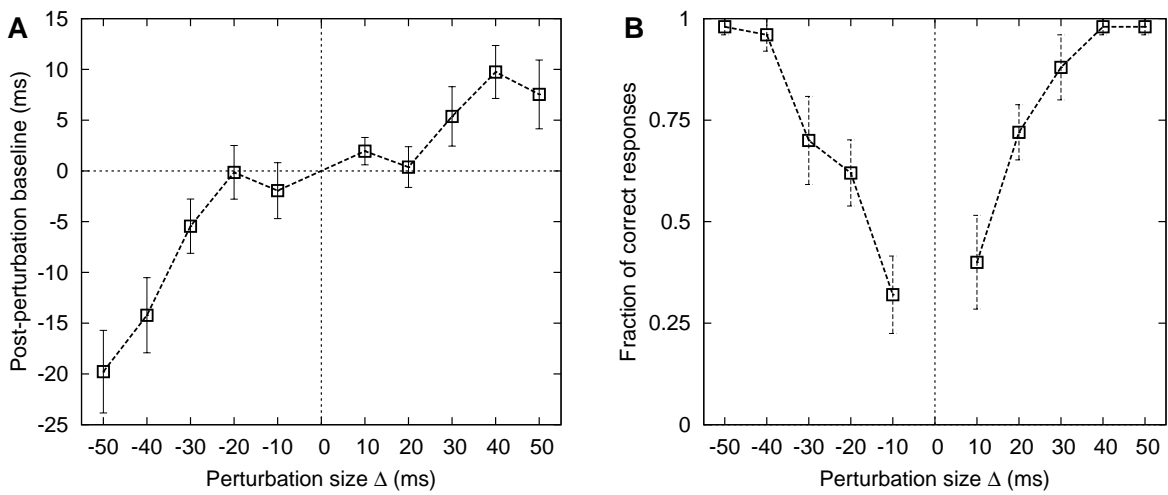 A
Post-perturbation baseline (ms)
15
10
5
0
-5
-10
-15
-20
-25
-50 -40 -30 -20 -10 0 10 20 30 40 50
Perturbation size Δ (ms)
B
Fraction of correct responses
1
0.75
0.5
0.25
0
-50 -40 -30 -20 -10 0 10 20 30 40 50
Perturbation size Δ (ms)